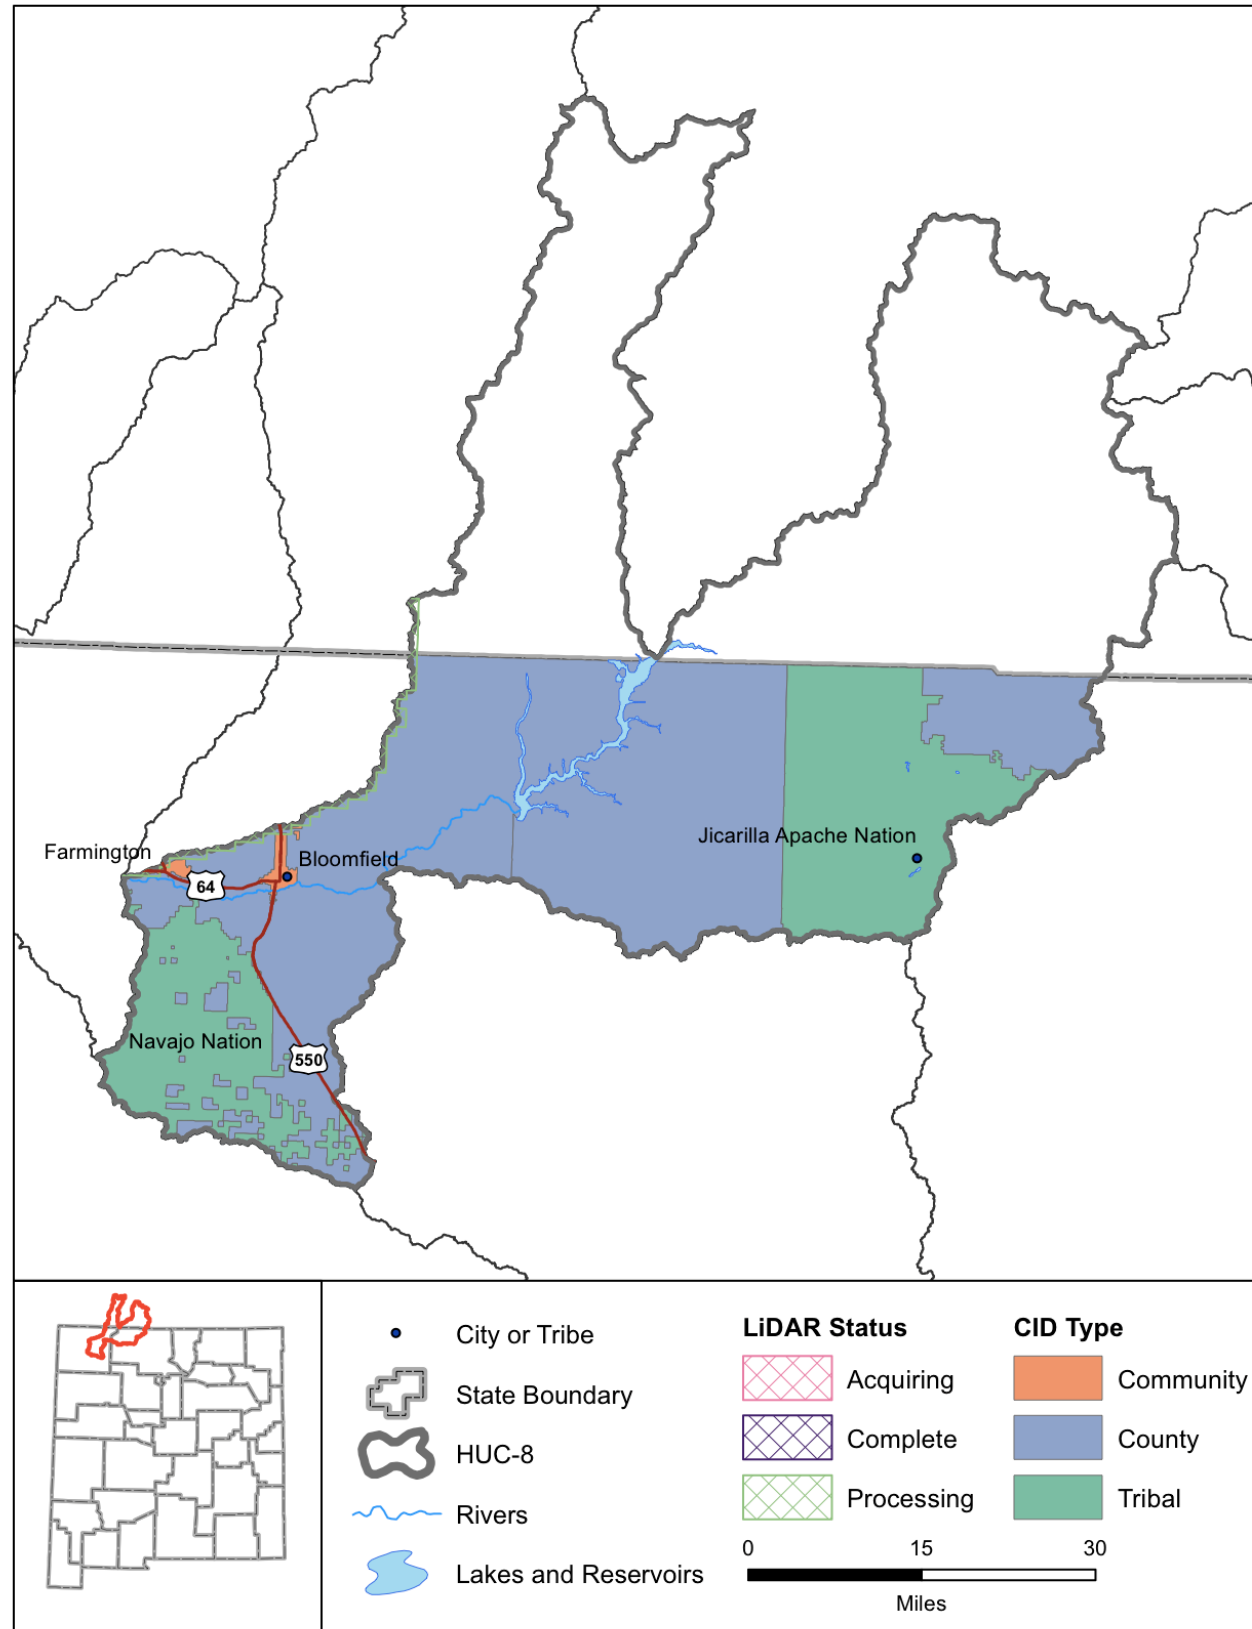 Farmington
Bloomfield
64
Jicarilla Apache Nation
Navajo Nation
550
City or Tribe
State Boundary
HUC-8
Rivers
Lakes and Reservoirs
LiDAR Status
Acquiring
Complete
Processing
CID Type
Community
County
Tribal
0 15 30
Miles